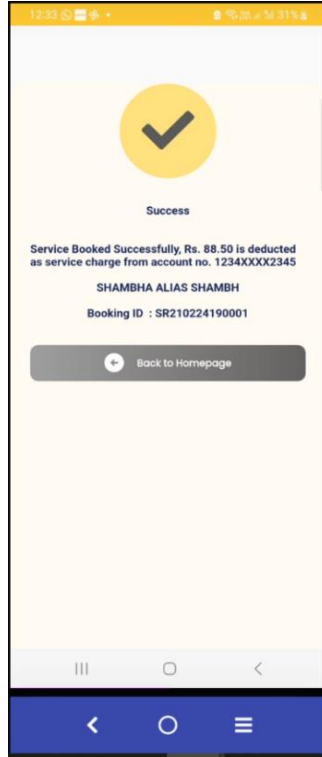 12:33
31%
Success
Service Booked Successfully, Rs. 88.50 is deducted
as service charge from account no. 1234XXXX2345
SHAMBHA ALIAS SHAMBH
Booking ID : SR210224190001
Back to Homepage